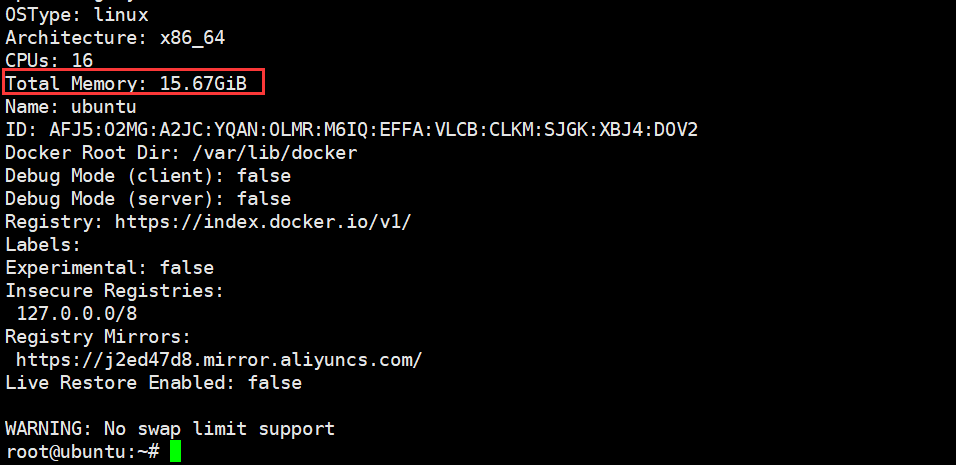 OSType: linux
Architecture: x86_64
CPUs: 16
Total Memory: 15.67GiB
Name: ubuntu
ID: AFJ5:O2MG:A2JC:YQAN:OLMR:M6IQ:EFFA:VLCB:CLKM:SJGK:XBJ4:DOV2
Docker Root Dir: /var/lib/docker
Debug Mode (client): false
Debug Mode (server): false
Registry: https://index.docker.io/v1/
Labels:
Experimental: false
Insecure Registries:
 127.0.0.0/8
Registry Mirrors:
 https://j2ed47d8.mirror.aliyuncs.com/
Live Restore Enabled: false

WARNING: No swap limit support
root@ubuntu:~#